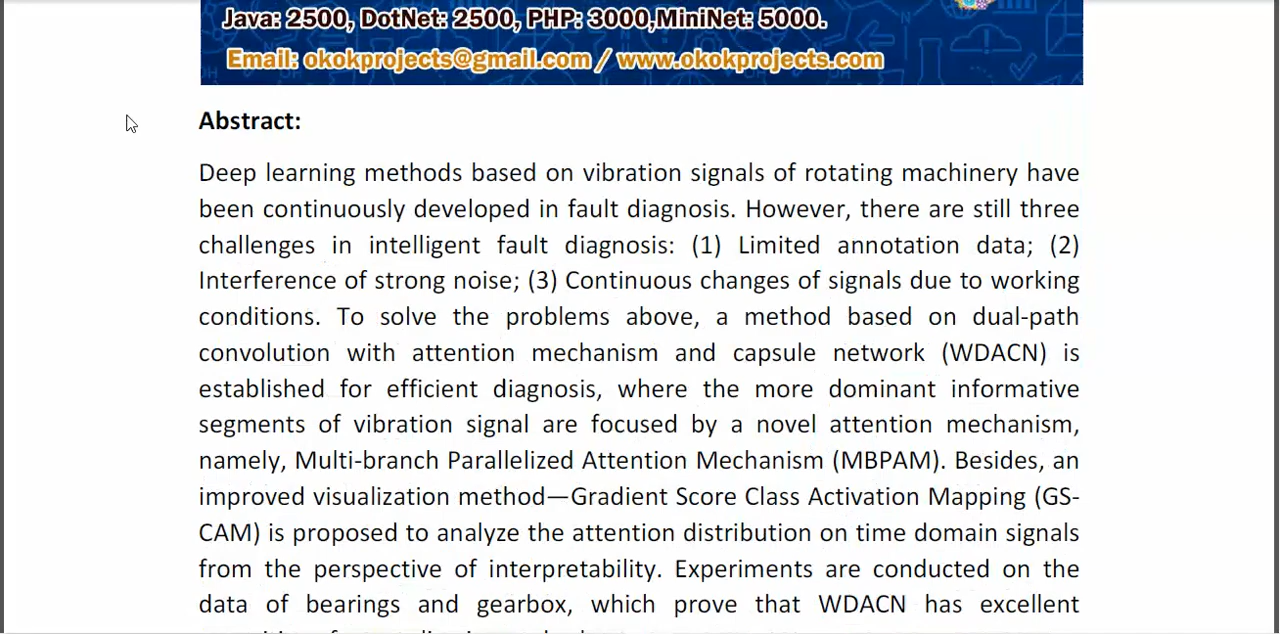 Java: 2500, DotNet: 2500, PHP: 3000,MiniNet: 5000.
Email: okokprojects@gmail.com / www.okokprojects.com
Abstract:
Deep learning methods based on vibration signals of rotating machinery have
been continuously developed in fault diagnosis. However, there are still three
challenges in intelligent fault diagnosis: (1) Limited annotation data; (2)
Interference of strong noise; (3) Continuous changes of signals due to working
conditions. To solve the problems above, a method based on dual-path
convolution with attention mechanism and capsule network (WDACN) is
established for efficient diagnosis, where the more dominant informative
segments of vibration signal are focused by a novel attention mechanism,
namely, Multi-branch Parallelized Attention Mechanism (MBPAM). Besides, an
improved visualization method—Gradient Score Class Activation Mapping (GS-
CAM) is proposed to analyze the attention distribution on time domain signals
from the perspective of interpretability. Experiments are conducted on the
data of bearings and gearbox, which prove that WDACN has excellent